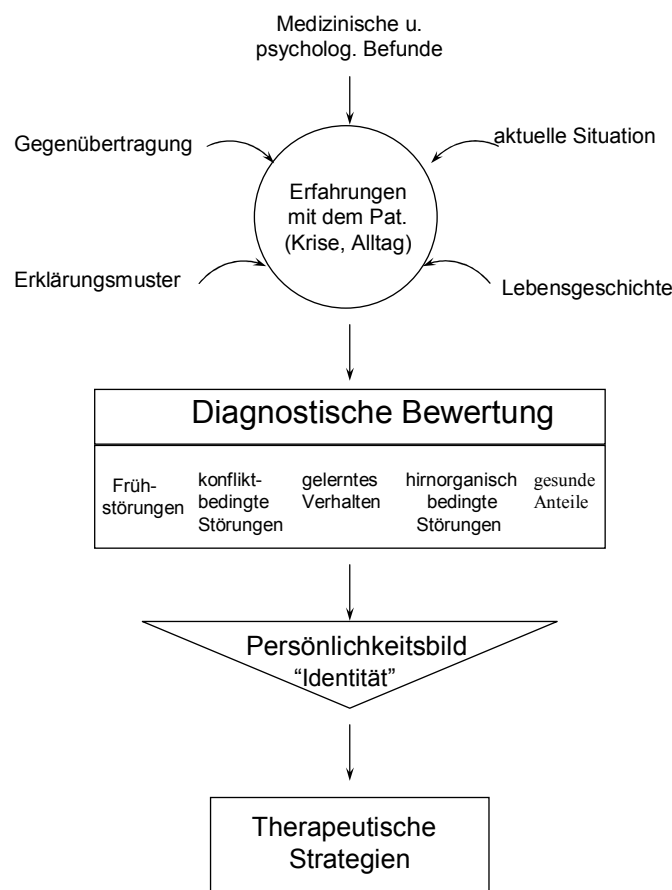 Medizinische u.
psycholog. Befunde
Gegenübertragung
aktuelle Situation
Erfahrungen
mit dem Pat.
(Krise, Alltag)
Erklärungsmuster
Lebensgeschichte
Diagnostische Bewertung
Früh-
störungen
konflikt-
bedingte
Störungen
gelerntes
Verhalten
hirnorganisch
bedingte
Störungen
gesunde
Anteile
Persönlichkeitsbild
“Identität”
Therapeutische
Strategien